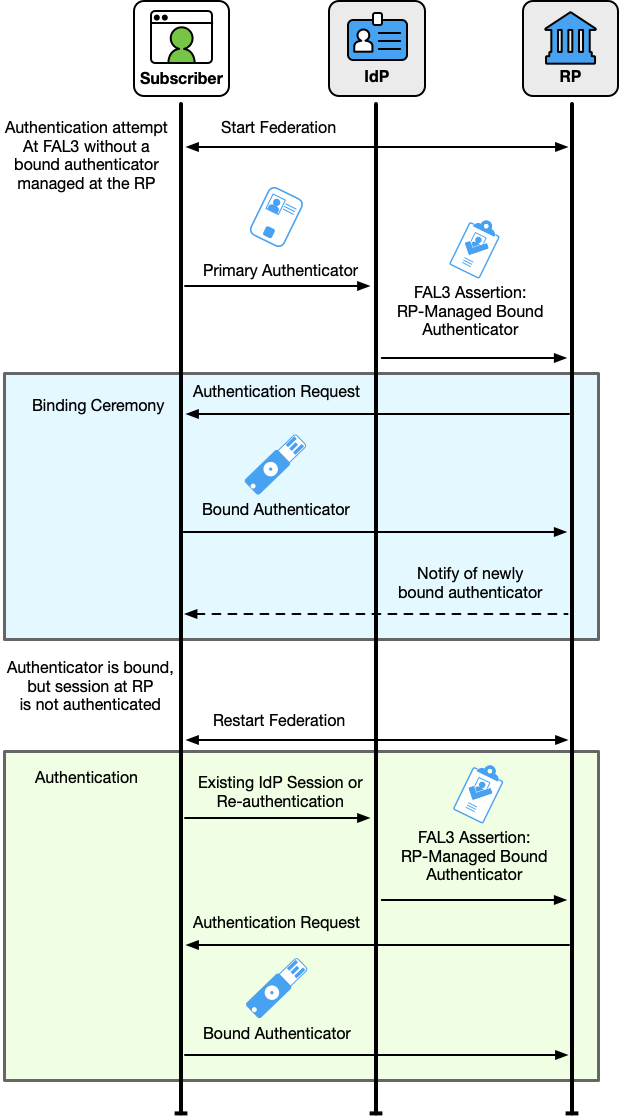 Subscriber
IdP
RP
Authentication attempt
At FAL3 without a
bound authenticator
managed at the RP
Start Federation
Primary Authenticator
FAL3 Assertion:
RP-Managed Bound
Authenticator
Binding Ceremony
Authentication Request
Bound Authenticator
Notify of newly
bound authenticator
Authenticator is bound,
but session at RP
is not authenticated
Restart Federation
Authentication
Existing IdP Session or
Re-authentication
FAL3 Assertion:
RP-Managed Bound
Authenticator
Authentication Request
Bound Authenticator